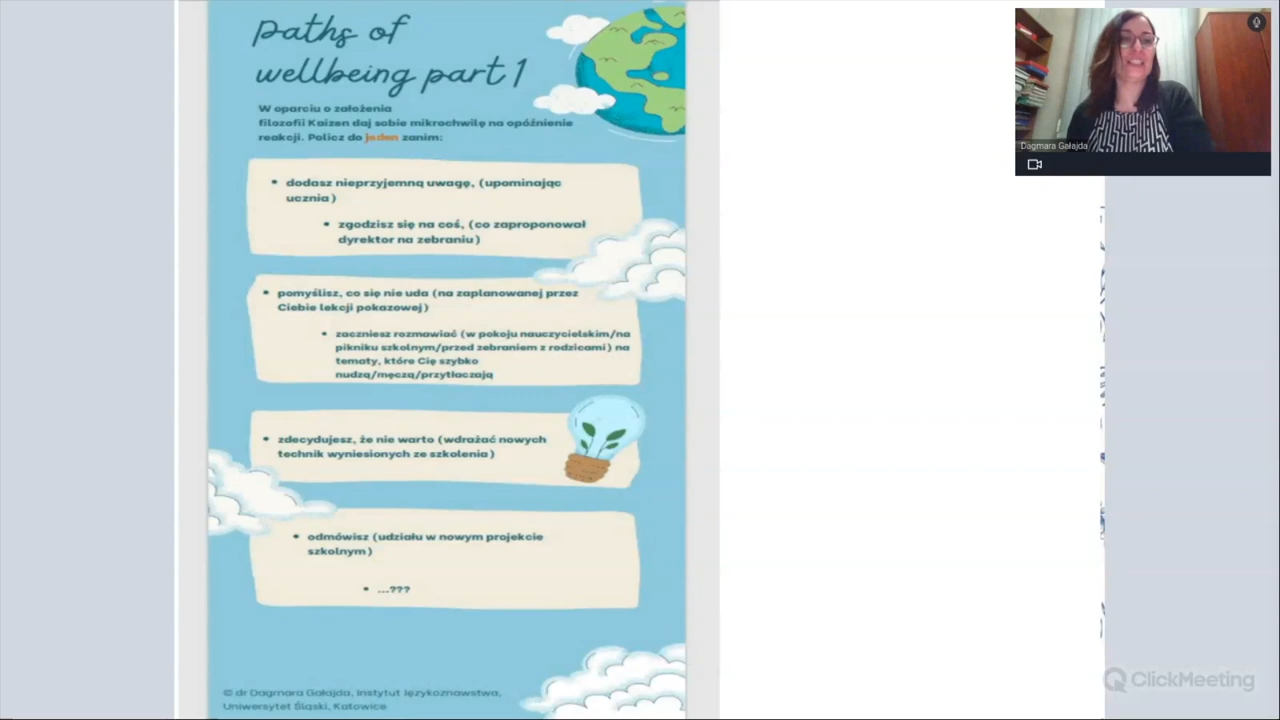 paths of
wellbeing part 1
W oparciu o założenia
filozofii Kaizen daj sobie mikrochwilę na opóźnienie
reakcji. Policz do jeden zanim:
• dodasz nieprzyjemną uwagę, (upominając
ucznia)
• zgodzisz się na coś, (co zaproponował
dyrektor na zebraniu)
• pomyślisz, co się nie uda (na zaplanowanej przez
Ciebie lekcji pokazowej)
• zaczniesz rozmawiać (w pokoju nauczycielskim/na
pikniku szkolnym/przed zebraniem z rodzicami) na
tematy, które Cię szybko
nudzą/męczą/przytłaczają
• zdecydujesz, że nie warto (wdrażać nowych
technik wyniesionych ze szkolenia)
• odmówisz (udziału w nowym projekcie
szkolnym)
• ...???
© dr Dagmara Gałajda, Instytut Językoznawstwa,
Uniwersytet Śląski, Katowice
Dagmara Gałajda
ClickMeeting